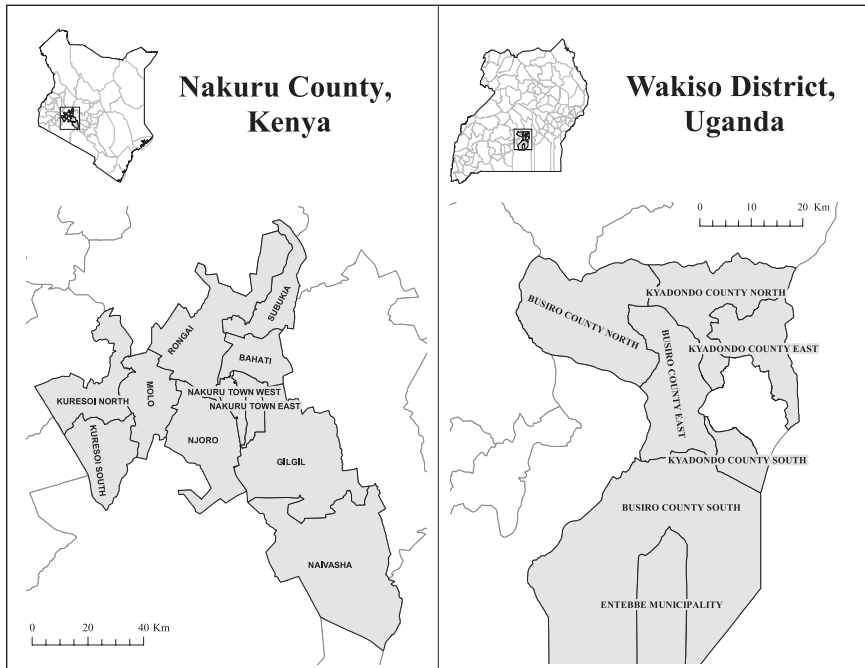 Nakuru County,
Kenya
SUBUKIA
RONGAI
BAHATI
MOLO
NAKURU TOWN WEST
KURESOI NORTH
NAKURU TOWN EAST
NJORO
KURESOI SOUTH
GILGIL
NAIVASHA
0 20 40 Km
Wakiso District,
Uganda
0 10 20 Km
KYADONDO COUNTY NORTH
BUSIRO COUNTY NORTH
KYADONDO COUNTY EAST
BUSIRO COUNTY EAST
KYADONDO COUNTY SOUTH
BUSIRO COUNTY SOUTH
ENTEBBE MUNICIPALITY